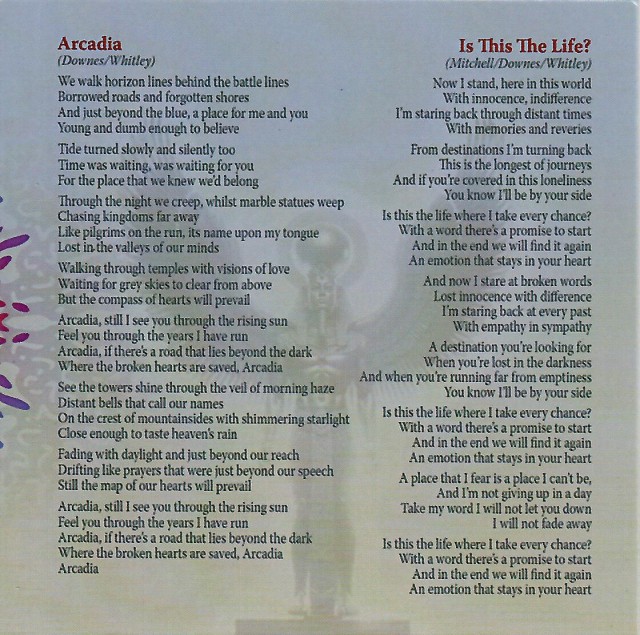 Arcadia
(Downes/Whitley)
We walk horizon lines behind the battle lines
Borrowed roads and forgotten shores
And just beyond the blue, a place for me and you
Young and dumb enough to believe
Tide turned slowly and silently too
Time was waiting, was waiting for you
For the place that we knew we'd belong
Through the night we creep, whilst marble statues weep
Chasing kingdoms far away
Like pilgrims on the run, its name upon my tongue
Lost in the valleys of our minds
Walking through temples with visions of love
Waiting for grey skies to clear from above
But the compass of hearts will prevail
Arcadia, still I see you through the rising sun
Feel you through the years I have run
Arcadia, if there's a road that lies beyond the dark
Where the broken hearts are saved, Arcadia
See the towers shine through the veil of morning haze
Distant bells that call our names
On the crest of mountainsides with shimmering starlight
Close enough to taste heaven's rain
Fading with daylight and just beyond our reach
Drifting like prayers that were just beyond our speech
Still the map of our hearts will prevail
Arcadia, still I see you through the rising sun
Feel you through the years I have run
Arcadia, if there's a road that lies beyond the dark
Where the broken hearts are saved, Arcadia
Arcadia
Is This The Life?
(Mitchell/Downes/Whitley)
Now I stand, here in this world
With innocence, indifference
I'm staring back through distant times
With memories and reveries
From destinations I'm turning back
This is the longest of journeys
And if you're covered in this loneliness
You know I'll be by your side
Is this the life where I take every chance?
With a word there's a promise to start
And in the end we will find it again
An emotion that stays in your heart
And now I stare at broken words
Lost innocence with difference
I'm staring back at every past
With empathy in sympathy
A destination you're looking for
When you're lost in the darkness
And when you're running far from emptiness
You know I'll be by your side
Is this the life where I take every chance?
With a word there's a promise to start
And in the end we will find it again
An emotion that stays in your heart
A place that I fear is a place I can't be,
And I'm not giving up in a day
Take my word I will not let you down
I will not fade away
Is this the life where I take every chance?
With a word there's a promise to start
And in the end we will find it again
An emotion that stays in your heart